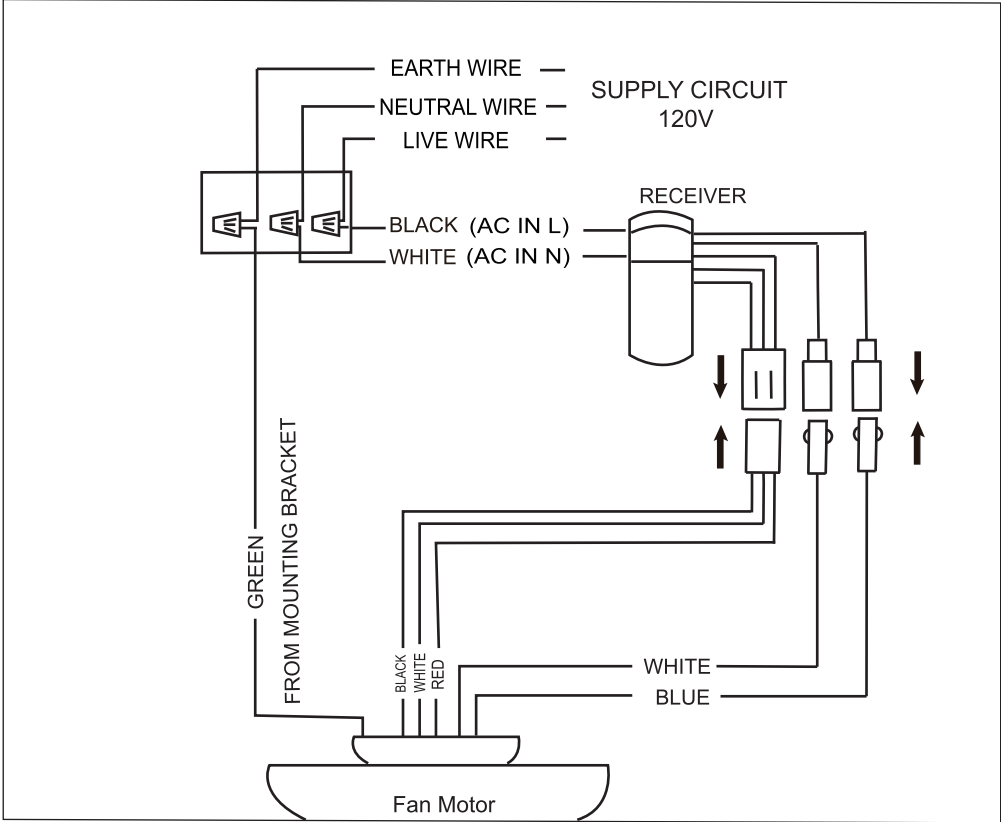 EARTH WIRE
NEUTRAL WIRE
LIVE WIRE
SUPPLY CIRCUIT
120V
RECEIVER
BLACK (AC IN L)
WHITE (AC IN N)
GREEN
FROM MOUNTING BRACKET
BLACK
WHITE
RED
WHITE
BLUE
Fan Motor